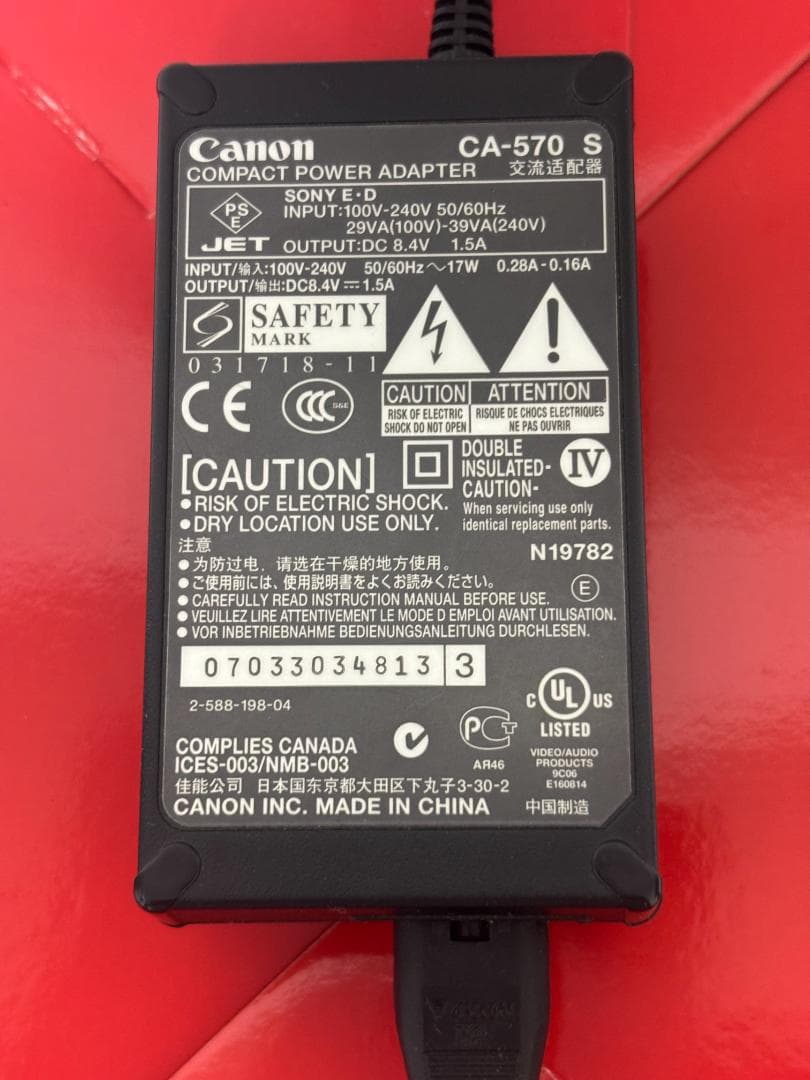 Canon CA-570 S
COMPACT POWER ADAPTER 交流适配器
PS
E
JET
SONY E·D
INPUT:100V-240V 50/60Hz
29VA(100V)-39VA(240V)
OUTPUT:DC 8.4V 1.5A
INPUT/输入:100V-240V 50/60Hz ～17W 0.28A - 0.16A
OUTPUT/输出:DC8.4V ⎓ 1.5A
SAFETY
MARK
031718-11
CE
CCC S&E
CAUTION
RISK OF ELECTRIC
SHOCK DO NOT OPEN
ATTENTION
RISQUE DE CHOCS ELECTRIQUES
NE PAS OUVRIR
[CAUTION]
DOUBLE
INSULATED-
CAUTION-
IV
When servicing use only
identical replacement parts.
●RISK OF ELECTRIC SHOCK.
●DRY LOCATION USE ONLY.
N19782
注意
●为防过电, 请选在干燥的地方使用。
●ご使用前には、使用説明書をよくお読みください。
E
●CAREFULLY READ INSTRUCTION MANUAL BEFORE USE.
●VEUILLEZ LIRE ATTENTIVEMENT LE MODE D EMPLOI AVANT UTILISATION.
●VOR INBETRIEBNAHME BEDIENUNGSANLEITUNG DURCHLESEN.
07033034813 3
2-588-198-04
C UL US
LISTED
VIDEO/AUDIO
PRODUCTS
9C06
E160814
PCT
АЯ46
COMPLIES CANADA
ICES-003/NMB-003
佳能公司 日本国东京都大田区下丸子3-30-2
CANON INC. MADE IN CHINA 中国制造